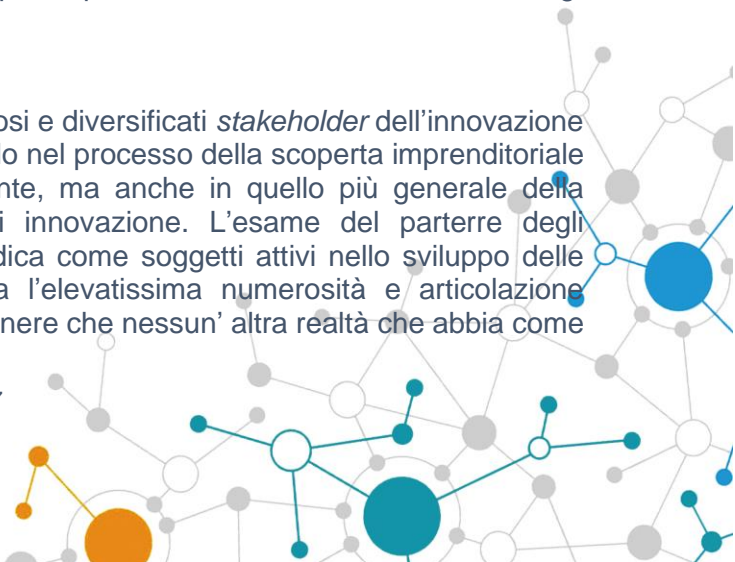 osi e diversificati stakeholder dell'innovazione
lo nel processo della scoperta imprenditoriale
nte, ma anche in quello più generale della
i innovazione. L'esame del parterre degli
dica come soggetti attivi nello sviluppo delle
a l'elevatissima numerosità e articolazione
nere che nessun' altra realtà che abbia come